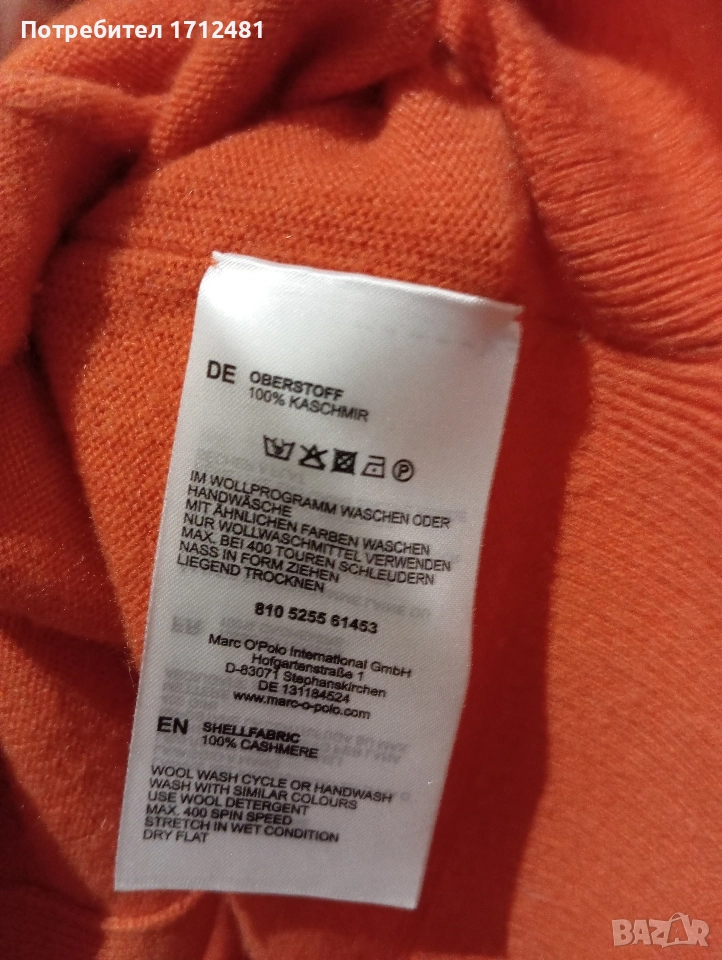 Потребител 1712481
DE OBERSTOFF
100% KASCHMIR
IM WOLLPROGRAMM WASCHEN ODER
HANDWÄSCHE
MIT ÄHNLICHEN FARBEN WASCHEN
NUR WOLLWASCHMITTEL VERWENDEN
MAX. BEI 400 TOUREN SCHLEUDERN
NASS IN FORM ZIEHEN
LIEGEND TROCKNEN
810 5255 61453
Marc O'Polo International GmbH
Hofgartenstraße 1
D-83071 Stephanskirchen
DE 131184524
www.marc-o-polo.com
EN SHELLFABRIC
100% CASHMERE
WOOL WASH CYCLE OR HANDWASH
WASH WITH SIMILAR COLOURS
USE WOOL DETERGENT
MAX. 400 SPIN SPEED
STRETCH IN WET CONDITION
DRY FLAT
BAZAR